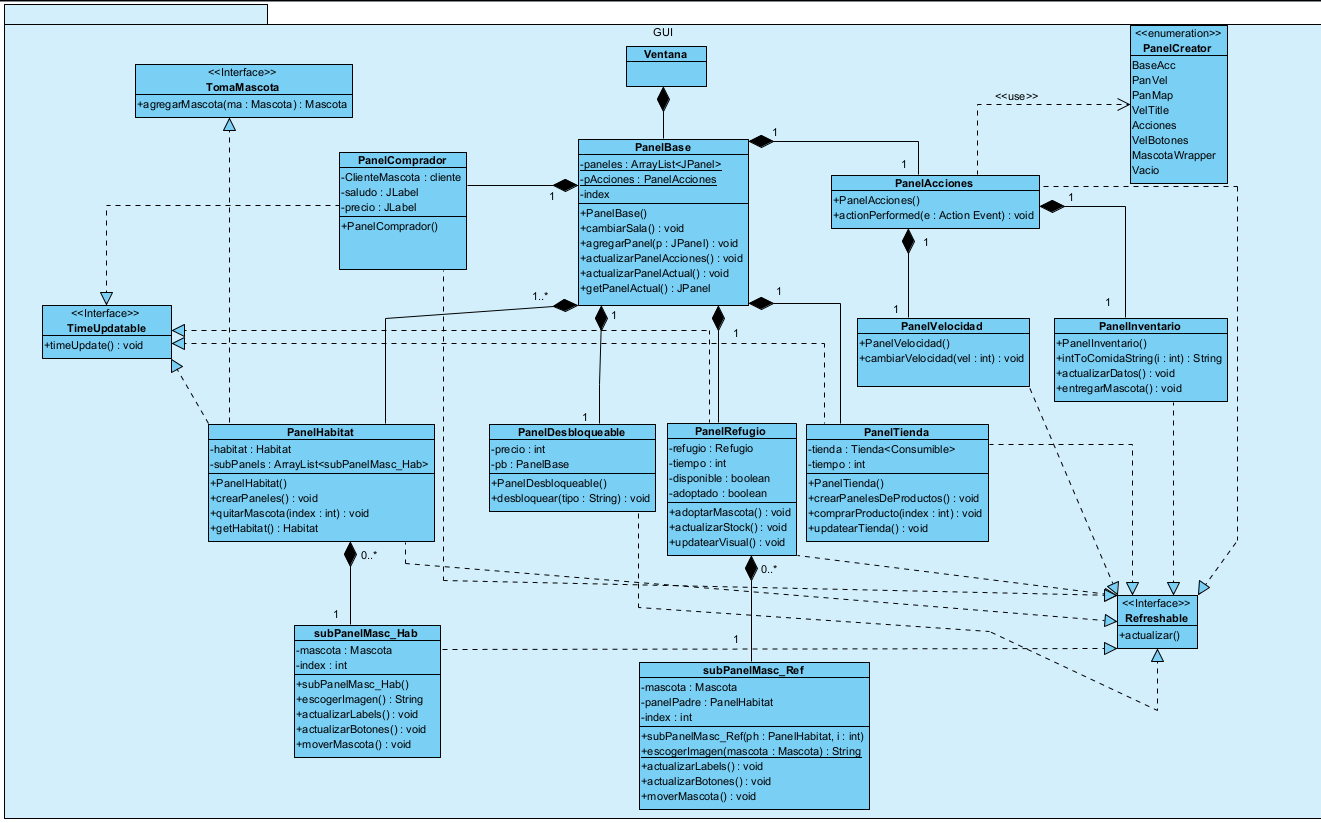 GUI
Ventana
<<enumeration>>
PanelCreator
BaseAcc
PanVel
PanMap
VelTitle
Acciones
VelBotones
MascotaWrapper
Vacio
<<Interface>>
TomaMascota
+agregarMascota(ma : Mascota) : Mascota
<<use>>
PanelComprador
-ClienteMascota : cliente
-saludo : JLabel
-precio : JLabel
+PanelComprador()
1
PanelBase
-paneles : ArrayList<JPanel>
-pAcciones : PanelAcciones
-index
+PanelBase()
+cambiarSala() : void
+agregarPanel(p : JPanel) : void
+actualizarPanelAcciones() : void
+actualizarPanelActual() : void
+getPanelActual() : JPanel
1
1
PanelAcciones
+PanelAcciones()
+actionPerformed(e : Action Event) : void
1
1
1..*
1
1
1
1
1
<<Interface>>
TimeUpdatable
+timeUpdate() : void
PanelVelocidad
+PanelVelocidad()
+cambiarVelocidad(vel : int) : void
PanelInventario
+PanelInventario()
+intToComidaString(i : int) : String
+actualizarDatos() : void
+entregarMascota() : void
1
PanelHabitat
-habitat : Habitat
-subPanels : ArrayList<subPanelMasc_Hab>
+PanelHabitat()
+crearPaneles() : void
+quitarMascota(index : int) : void
+getHabitat() : Habitat
PanelDesbloqueable
-precio : int
-pb : PanelBase
+PanelDesbloqueable()
+desbloquear(tipo : String) : void
PanelRefugio
-refugio : Refugio
-tiempo : int
-disponible : boolean
-adoptado : boolean
+adoptarMascota() : void
+actualizarStock() : void
+updatearVisual() : void
PanelTienda
-tienda : Tienda<Consumible>
-tiempo : int
+PanelTienda()
+crearPanelesDeProductos() : void
+comprarProducto(index : int) : void
+updatearTienda() : void
0..*
1
0..*
1
<<Interface>>
Refreshable
+actualizar()
subPanelMasc_Hab
-mascota : Mascota
-index : int
+subPanelMasc_Hab()
+escogerImagen() : String
+actualizarLabels() : void
+actualizarBotones() : void
+moverMascota() : void
subPanelMasc_Ref
-mascota : Mascota
-panelPadre : PanelHabitat
-index : int
+subPanelMasc_Ref(ph : PanelHabitat, i : int)
+escogerImagen(mascota : Mascota) : String
+actualizarLabels() : void
+actualizarBotones() : void
+moverMascota() : void